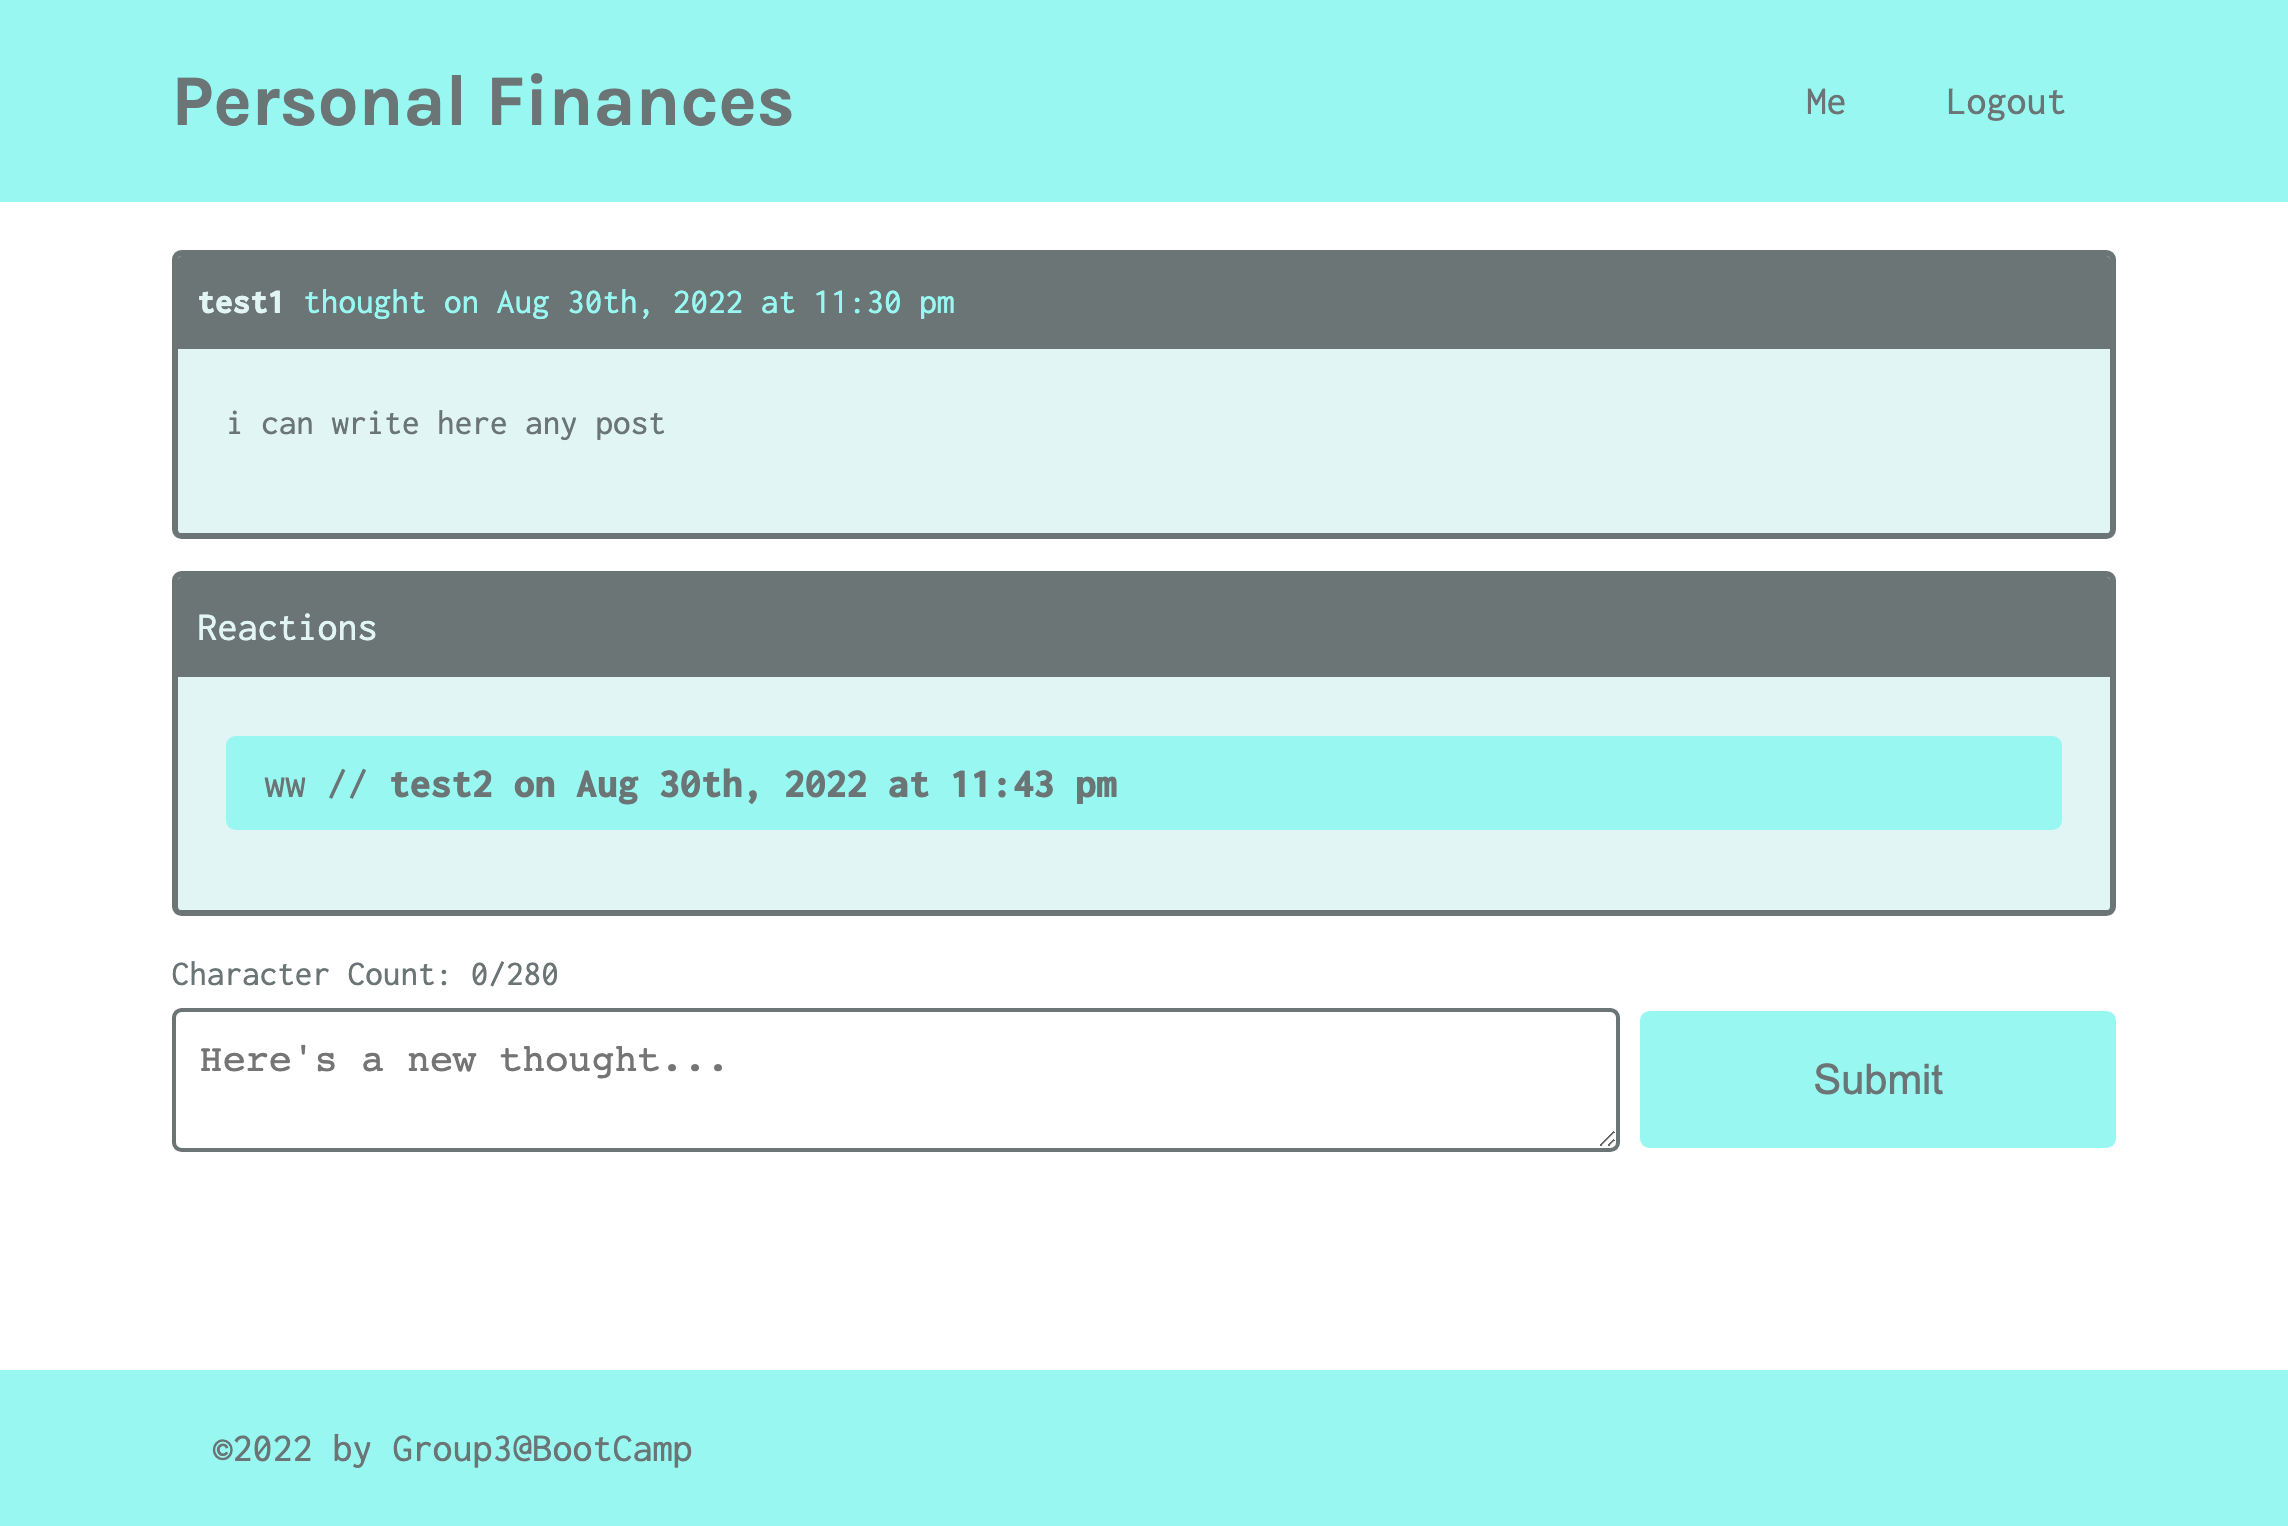 Personal Finances
Me
Logout
test1 thought on Aug 30th, 2022 at 11:30 pm
i can write here any post
Reactions
ww // test2 on Aug 30th, 2022 at 11:43 pm
Character Count: 0/280
Here's a new thought...
Submit
©2022 by Group3@BootCamp